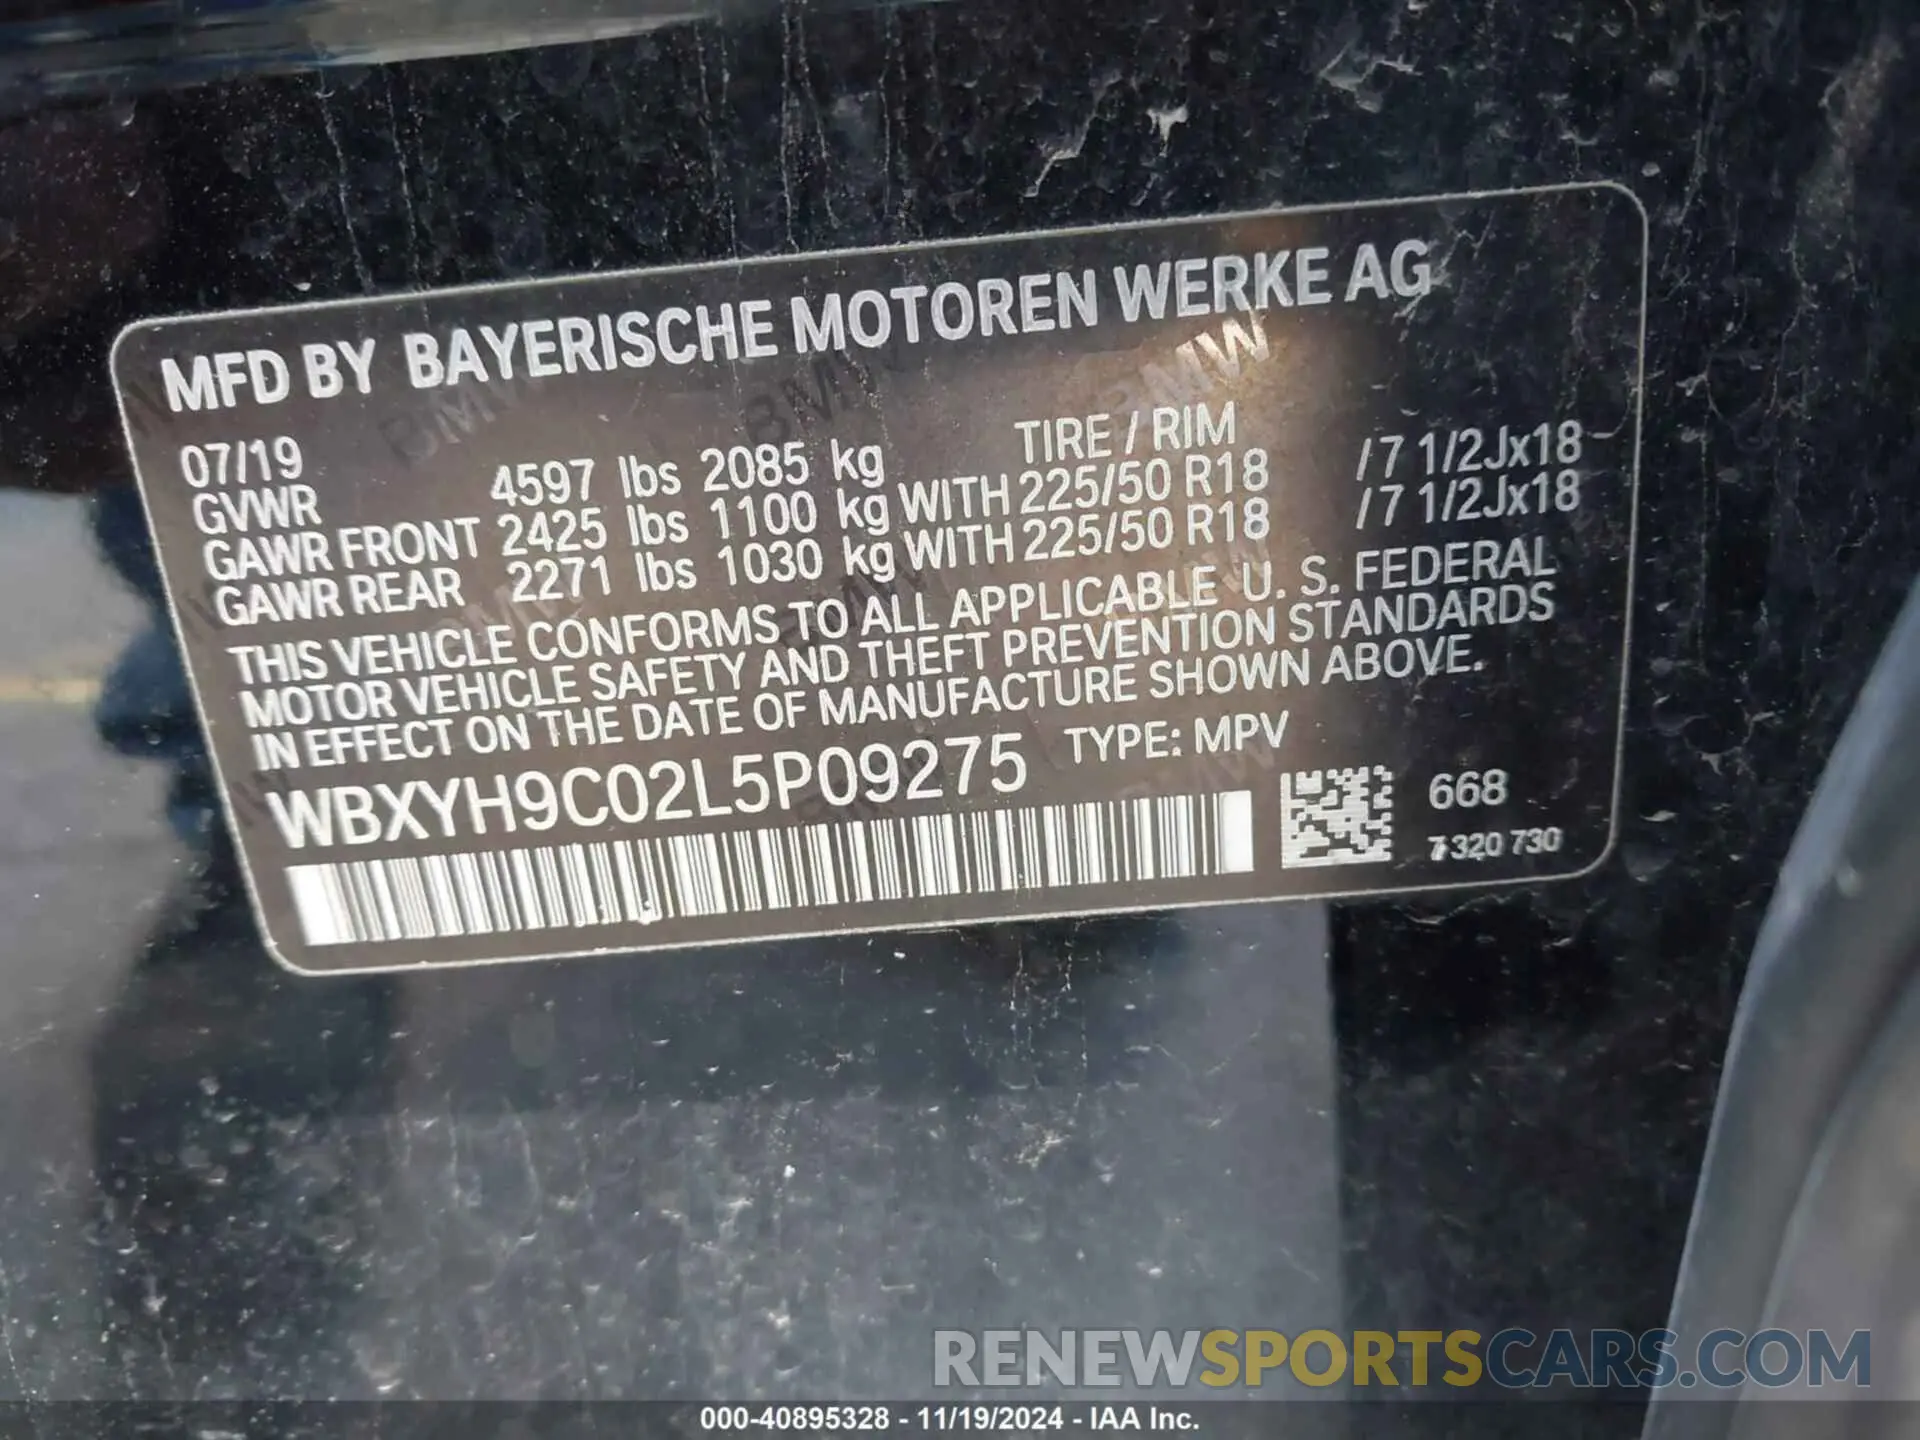 MFD BY BAYERISCHE MOTOREN WERKE AG
07/19 TIRE / RIM
GVWR 4597 lbs 2085 kg
GAWR FRONT 2425 lbs 1100 kg WITH 225/50 R18 /7 1/2Jx18
GAWR REAR 2271 lbs 1030 kg WITH 225/50 R18 /7 1/2Jx18
THIS VEHICLE CONFORMS TO ALL APPLICABLE U. S. FEDERAL
MOTOR VEHICLE SAFETY AND THEFT PREVENTION STANDARDS
IN EFFECT ON THE DATE OF MANUFACTURE SHOWN ABOVE.
WBXYH9C02L5P09275 TYPE: MPV
668
7 320 730
RENEWSPORTSCARS.COM
000-40895328 - 11/19/2024 - IAA Inc.